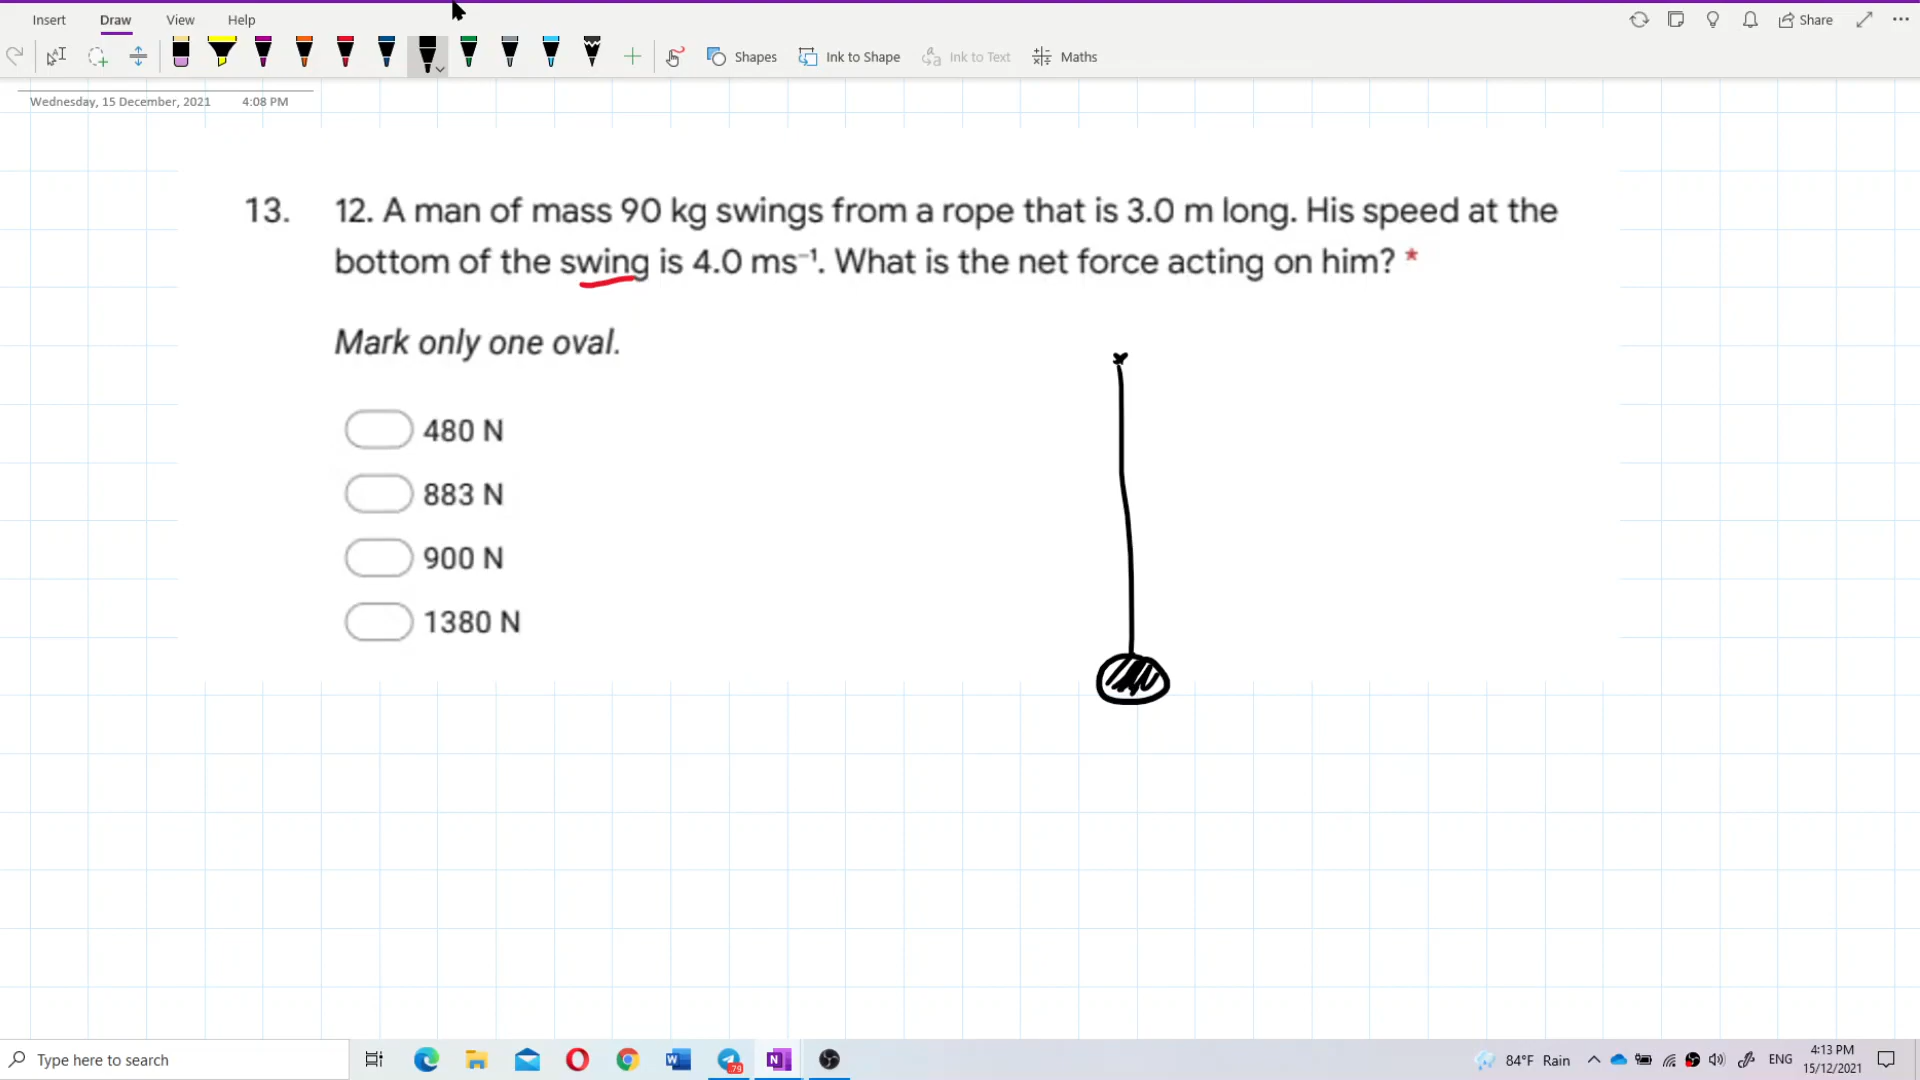 Insert
Draw
View
Help
Share
Shapes
Ink to Shape
Ink to Text
Maths
Wednesday, 15 December, 2021 4:08 PM
13. 12. A man of mass 90 kg swings from a rope that is 3.0 m long. His speed at the
bottom of the swing is 4.0 ms⁻¹. What is the net force acting on him? *
Mark only one oval.
480 N
883 N
900 N
1380 N
Type here to search
79
84°F Rain
ENG
4:13 PM
15/12/2021